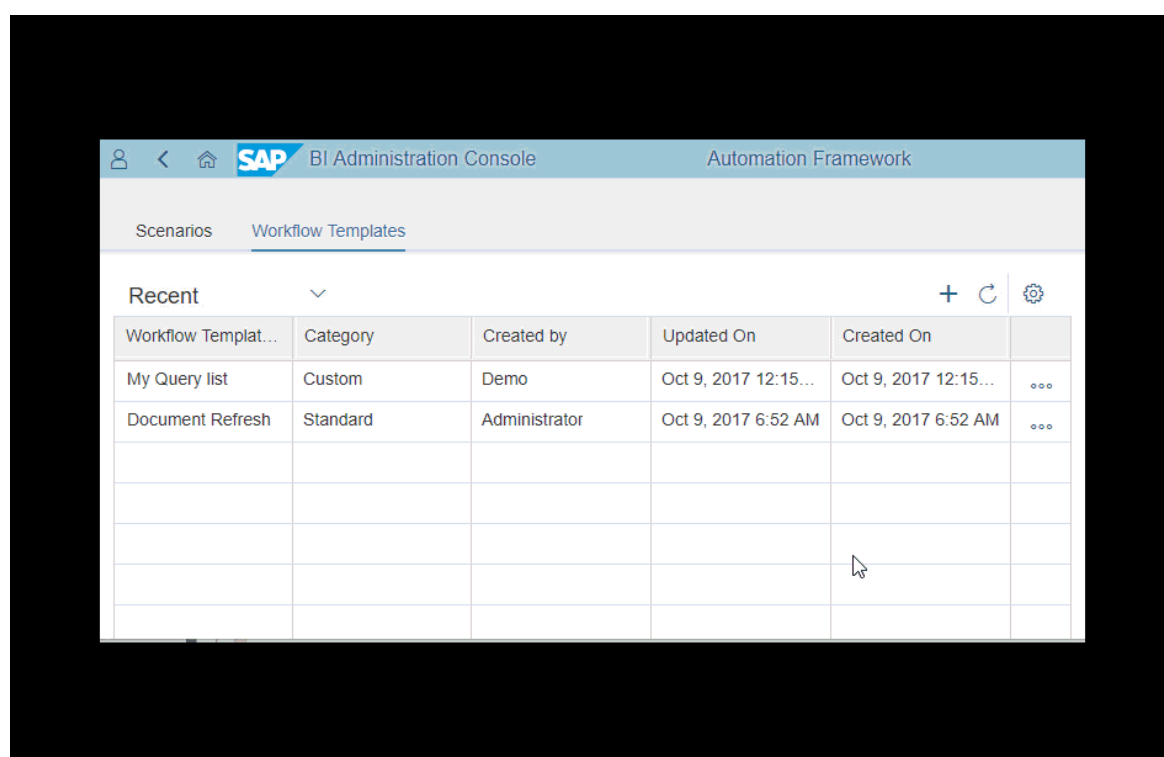 SAP BI Administration Console Automation Framework
Scenarios Workflow Templates
Recent
Workflow Templat... Category Created by Updated On Created On
My Query list Custom Demo Oct 9, 2017 12:15... Oct 9, 2017 12:15...
Document Refresh Standard Administrator Oct 9, 2017 6:52 AM Oct 9, 2017 6:52 AM